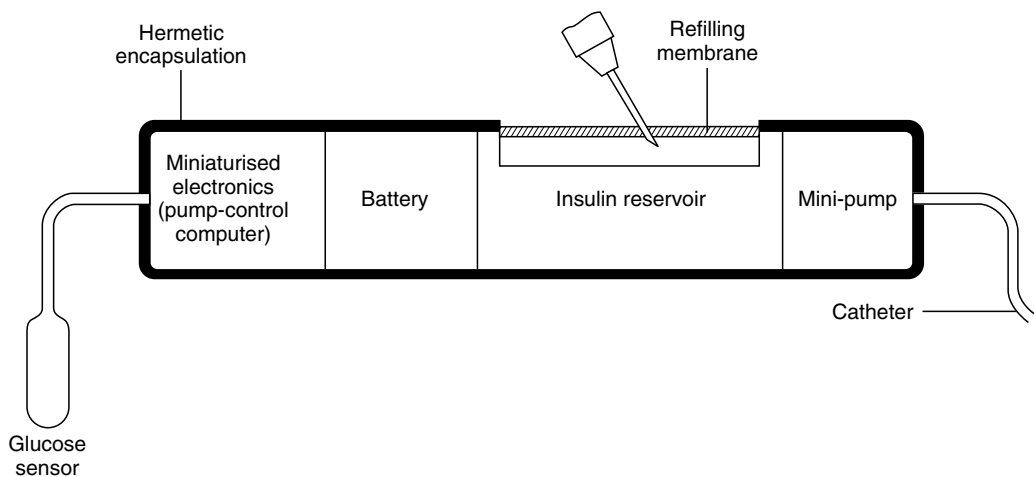 Hermetic
encapsulation
Refilling
membrane
Miniaturised
electronics
(pump-control
computer)
Battery
Insulin reservoir
Mini-pump
Catheter
Glucose
sensor